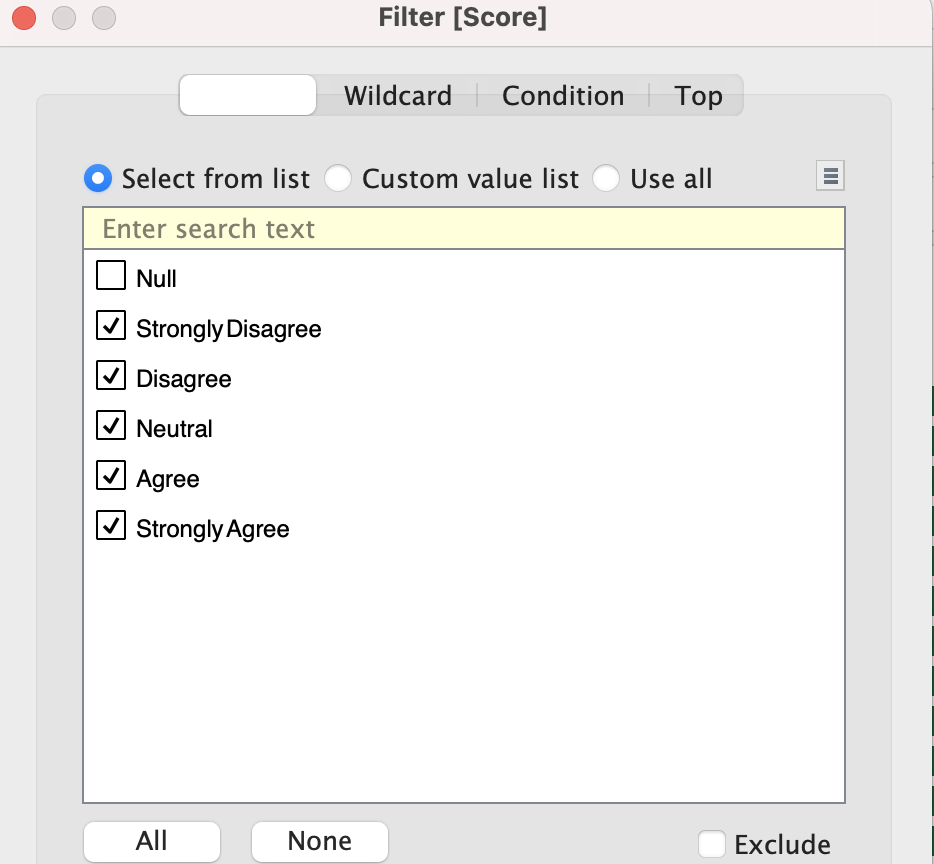 Filter [Score]
Wildcard Condition Top
Select from list Custom value list Use all
Enter search text
Null
Strongly Disagree
Disagree
Neutral
Agree
Strongly Agree
All None Exclude